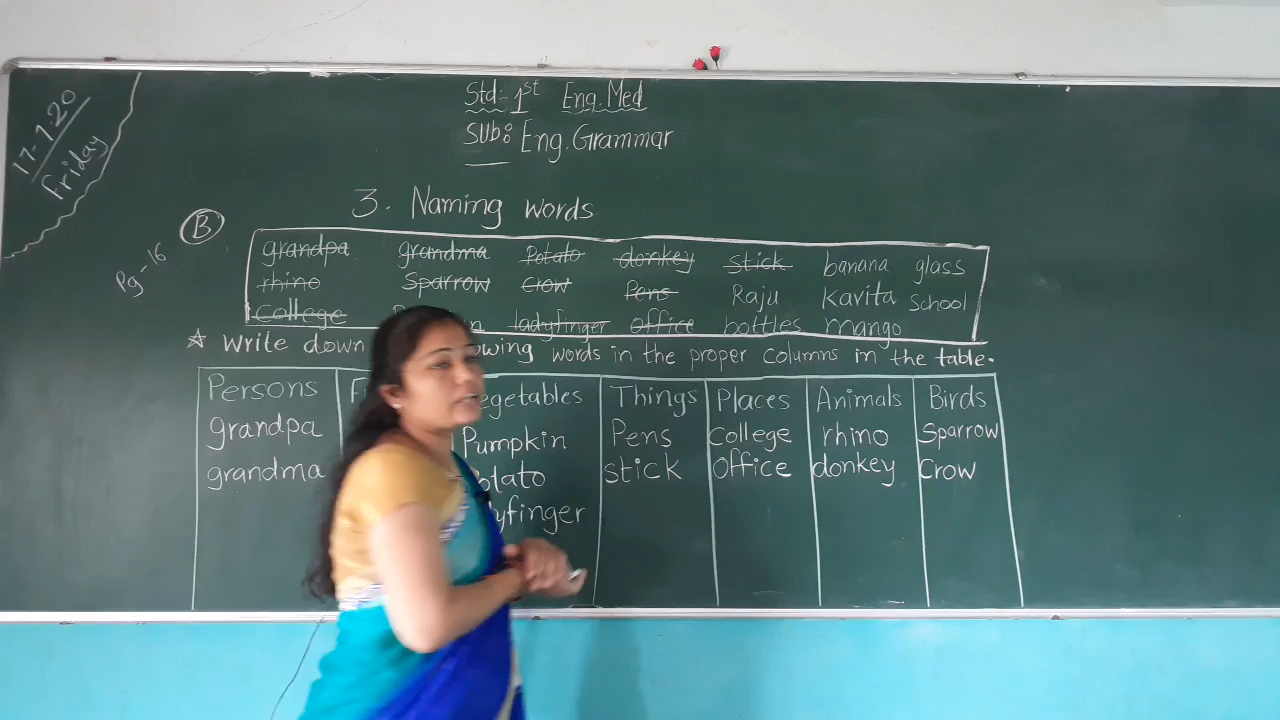 17-7-20
Friday
Std:- 1st Eng.Med
Sub: Eng.Grammar
3. Naming words
Pg-16
B
grandpa grandma Potato donkey stick banana glass
rhino Sparrow Crow Pens Raju Kavita School
College ladyfinger office bottles mango
* Write down words in the proper columns in the table.
Persons Things Places Animals Birds
grandpa Pumpkin Pens College rhino Sparrow
grandma stick Office donkey Crow